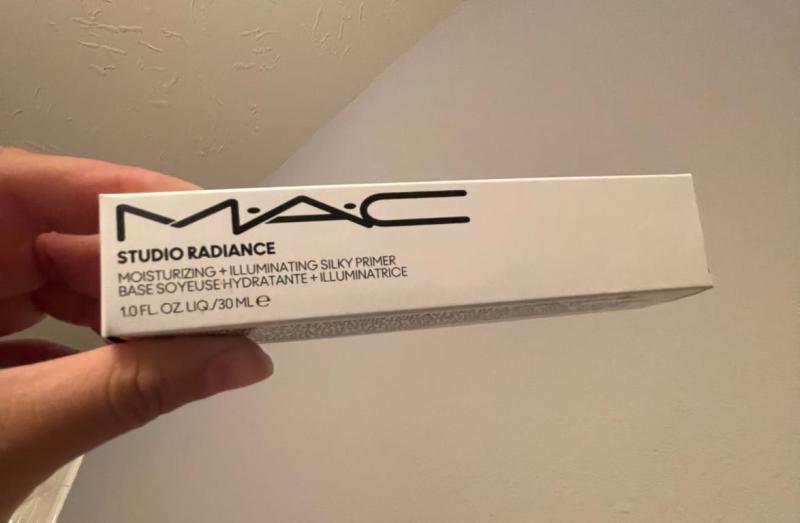 M·A·C
STUDIO RADIANCE
MOISTURIZING + ILLUMINATING SILKY PRIMER
BASE SOYEUSE HYDRATANTE + ILLUMINATRICE
1.0 FL. OZ. LIQ./30 ML ℮